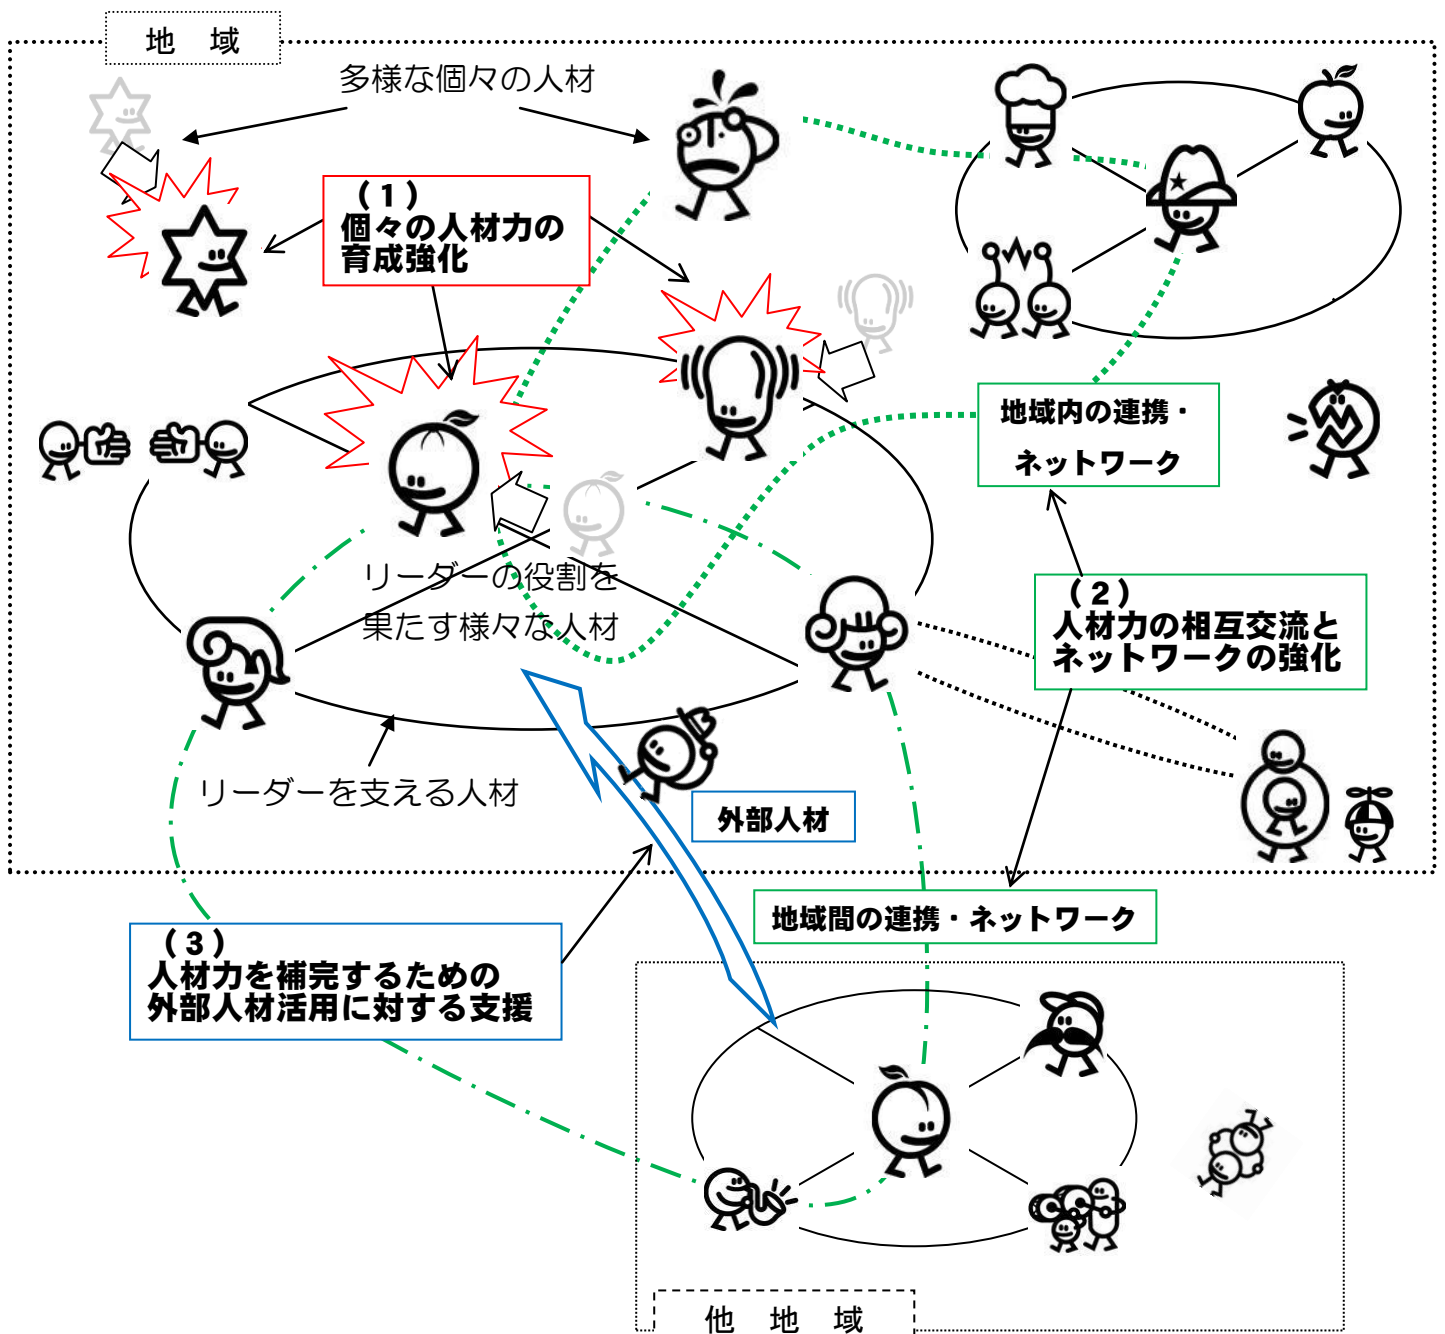 地　域
多様な個々の人材
（１）
個々の人材力の
育成強化
地域内の連携・
ネットワーク
リーダーの役割を
果たす様々な人材
（２）
人材力の相互交流と
ネットワークの強化
リーダーを支える人材
外部人材
地域間の連携・ネットワーク
（３）
人材力を補完するための
外部人材活用に対する支援
他　地　域